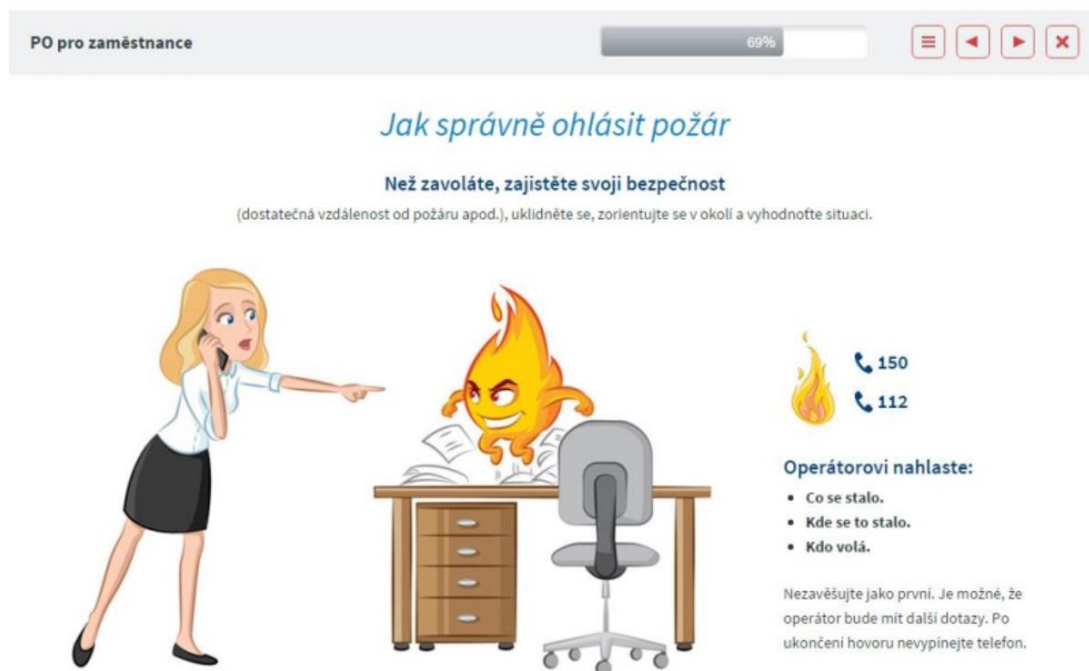 PO pro zaměstnance
69%
Jak správně ohlásit požár
Než zavoláte, zajistěte svoji bezpečnost
(dostatečná vzdálenost od požáru apod.), uklidněte se, zorientujte se v okolí a vyhodnoťte situaci.
150
112
Operátorovi nahlaste:
• Co se stalo.
• Kde se to stalo.
• Kdo volá.
Nezavěšujte jako první. Je možné, že
operátor bude mít další dotazy. Po
ukončení hovoru nevypínejte telefon.